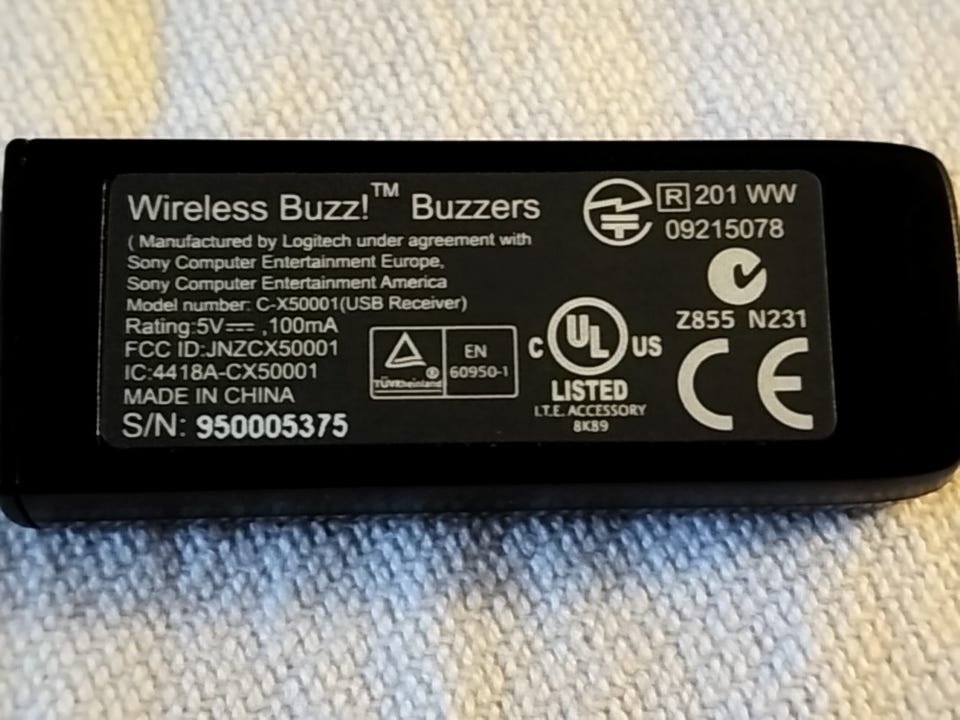 Wireless Buzz!™ Buzzers
( Manufactured by Logitech under agreement with
Sony Computer Entertainment Europe,
Sony Computer Entertainment America
Model number: C-X50001(USB Receiver)
Rating:5V⎓ ,100mA
FCC ID:JNZCX50001
IC:4418A-CX50001
MADE IN CHINA
S/N: 950005375
TÜVRheinland®
EN
60950-1
C UL US
LISTED
I.T.E. ACCESSORY
8K89
R 201 WW
09215078
Z855 N231
CE